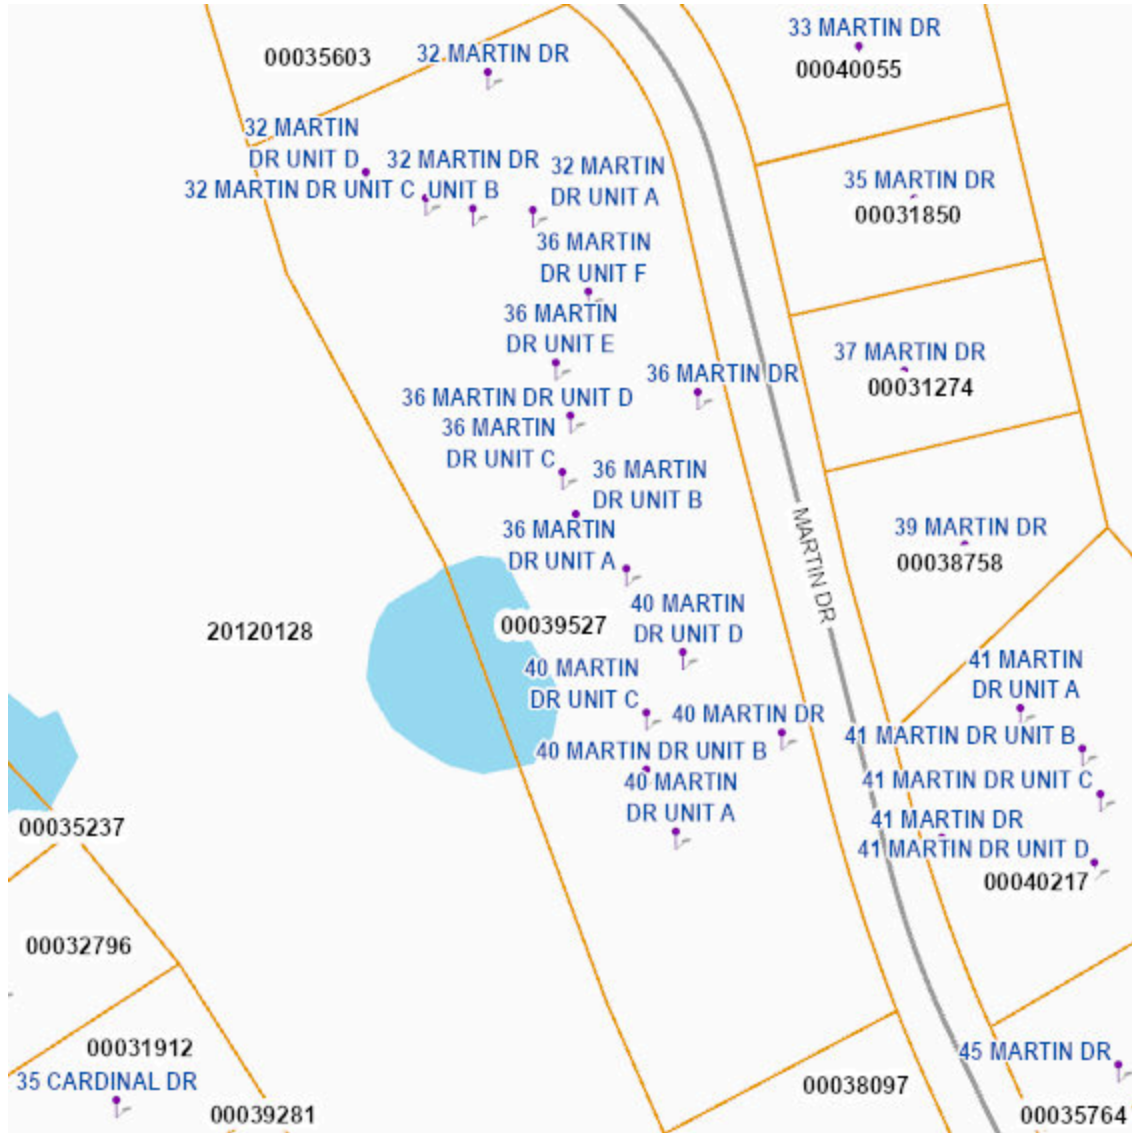 33 MARTIN DR
00040055
00035603
32 MARTIN DR
32 MARTIN
DR UNIT D
32 MARTIN DR
UNIT B
32 MARTIN
DR UNIT A
32 MARTIN DR UNIT C
35 MARTIN DR
00031850
36 MARTIN
DR UNIT F
36 MARTIN
DR UNIT E
37 MARTIN DR
00031274
36 MARTIN DR
36 MARTIN DR UNIT D
36 MARTIN
DR UNIT C
36 MARTIN
DR UNIT B
36 MARTIN
DR UNIT A
MARTIN DR
39 MARTIN DR
00038758
20120128
00039527
40 MARTIN
DR UNIT D
40 MARTIN
DR UNIT C
40 MARTIN DR
40 MARTIN DR UNIT B
40 MARTIN
DR UNIT A
41 MARTIN
DR UNIT A
41 MARTIN DR UNIT B
41 MARTIN DR UNIT C
41 MARTIN DR
41 MARTIN DR UNIT D
00040217
00035237
00032796
00031912
35 CARDINAL DR
00039281
45 MARTIN DR
00038097
00035764